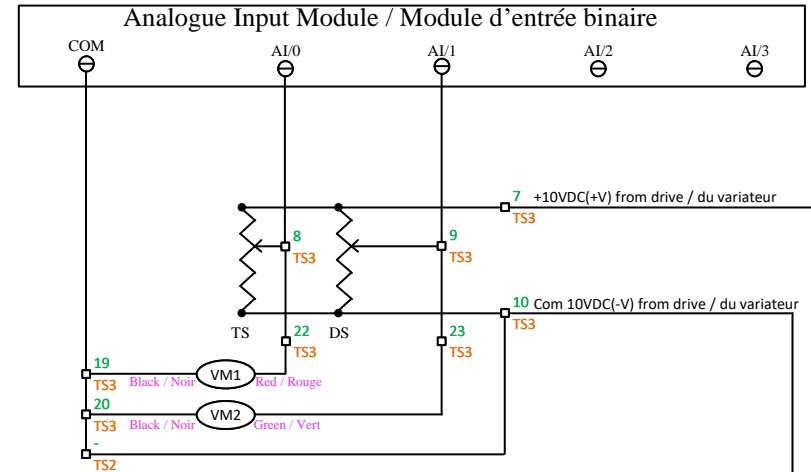 Analogue Input Module / Module d’entrée binaire
COM
AI/0
AI/1
AI/2
AI/3
7 +10VDC(+V) from drive / du variateur
TS3
8
TS3
9
TS3
10 Com 10VDC(-V) from drive / du variateur
TS3
TS
DS
22
TS3
23
TS3
19
TS3
Black / Noir
VM1
Red / Rouge
20
TS3
Black / Noir
VM2
Green / Vert
-
TS2